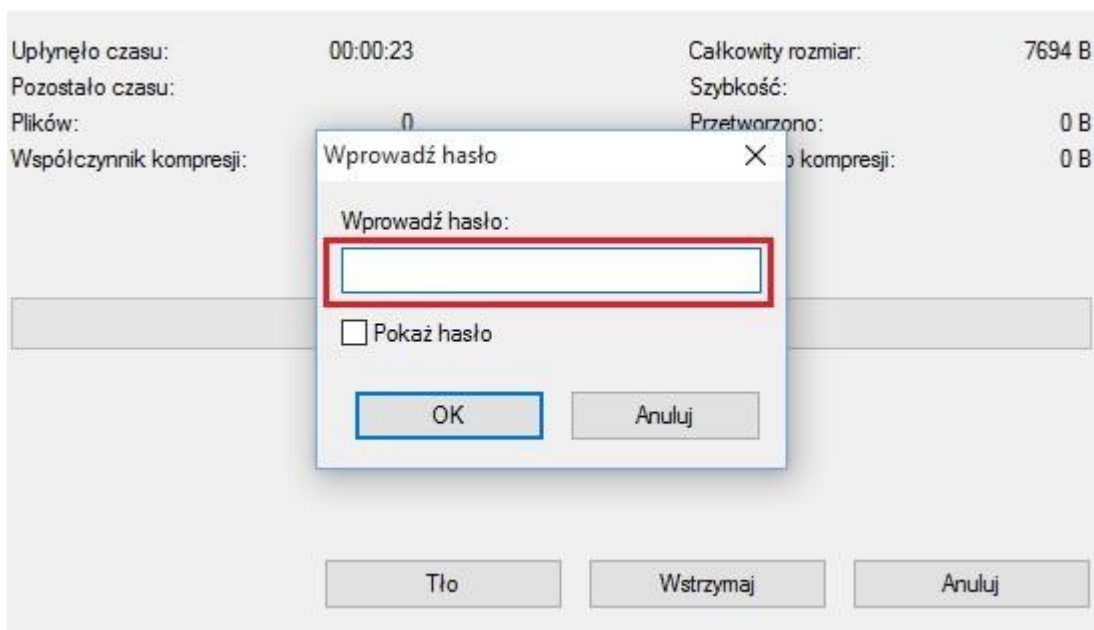 Upłynęło czasu: 00:00:23 Całkowity rozmiar: 7694 B
Pozostało czasu: Szybkość:
Plików: 0 Przetworzono: 0 B
Współczynnik kompresji: kompresji: 0 B
Wprowadź hasło
Wprowadź hasło:
Pokaż hasło
OK Anuluj
Tło Wstrzymaj Anuluj